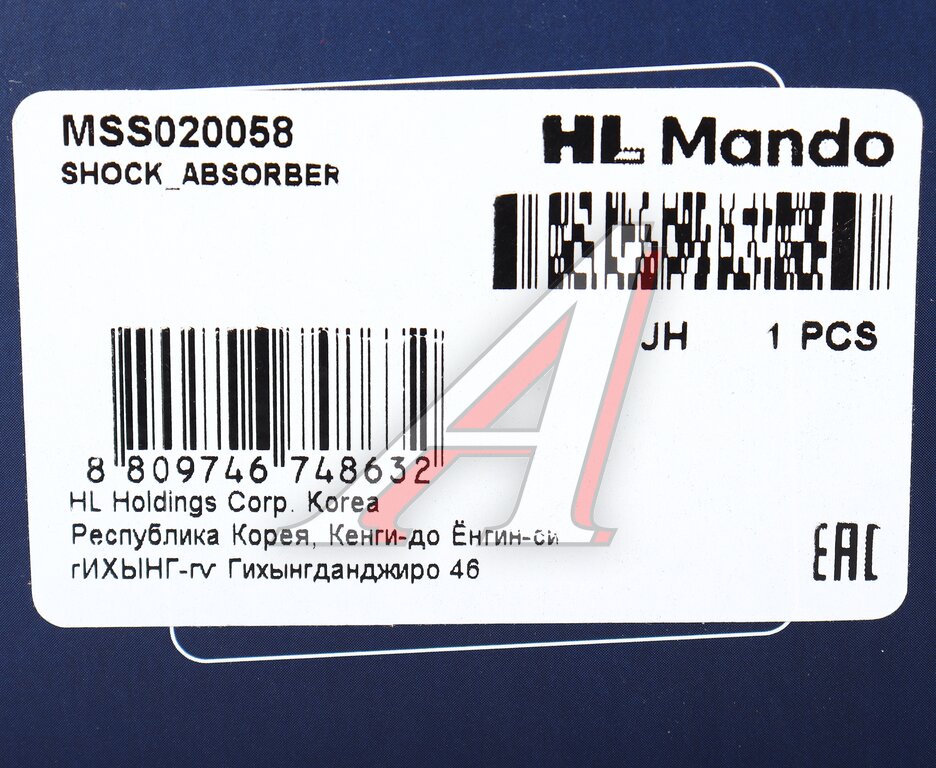 MSS020058
SHOCK_ABSORBER
HL Mando
JH 1 PCS
8 809746 748632
HL Holdings Corp. Korea
Республика Корея, Кенги-до Ёнгин-си
гИХЫНГ-гу Гихынгданджиро 46
EAC
A